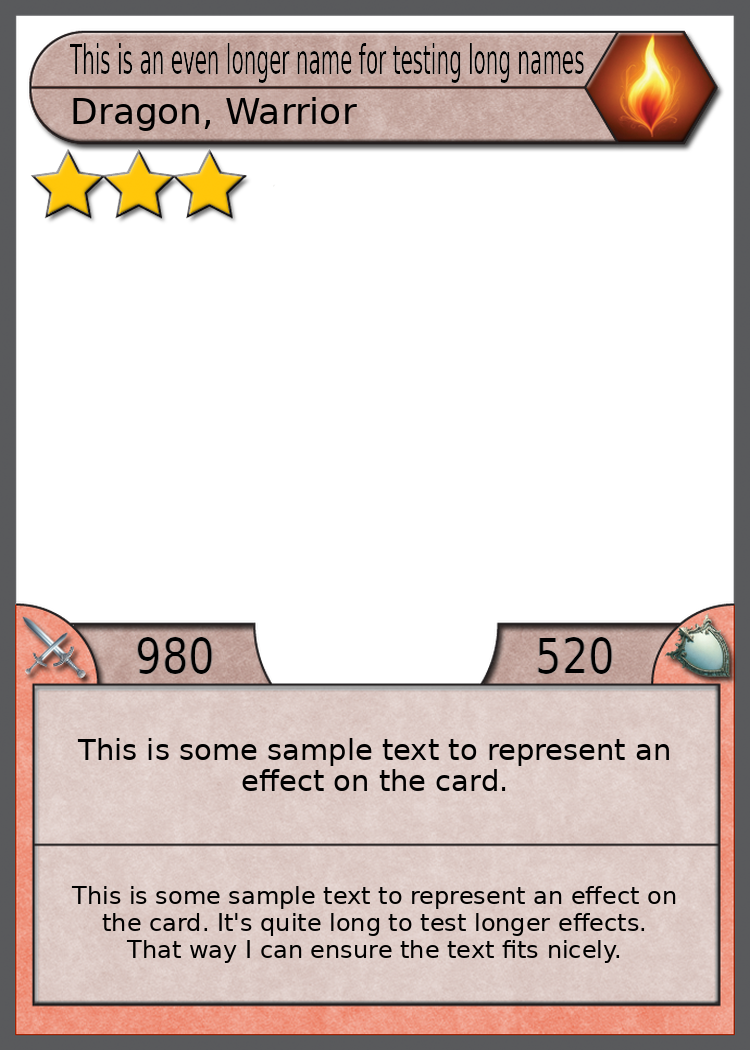 This is an even longer name for testing long names
Dragon, Warrior
980
520
This is some sample text to represent an
effect on the card.
This is some sample text to represent an effect on
the card. It's quite long to test longer effects.
That way I can ensure the text fits nicely.